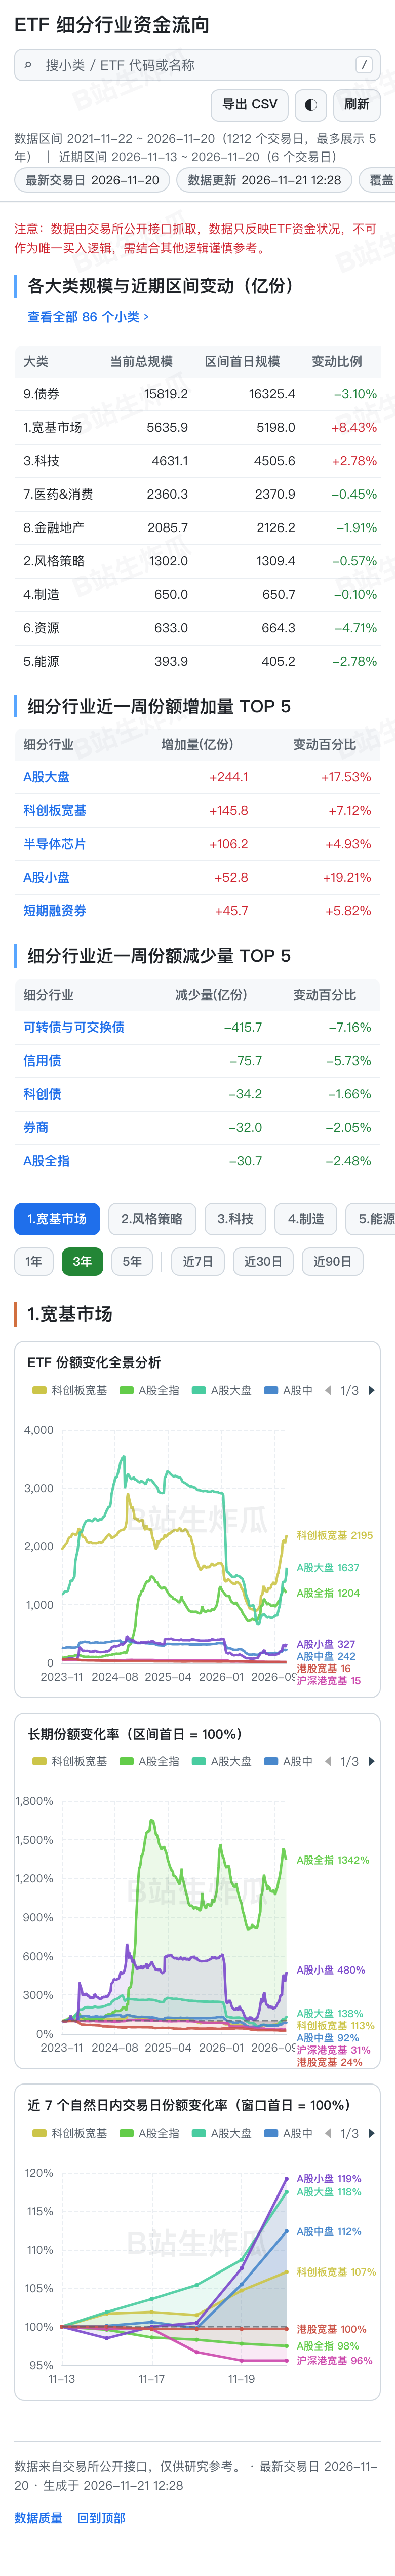 ETF 细分行业资金流向
搜小类 / ETF 代码或名称 /
导出 CSV 刷新
数据区间 2021-11-22 ~ 2026-11-20（1212 个交易日，最多展示 5
年） | 近期区间 2026-11-13 ~ 2026-11-20（6 个交易日）
最新交易日 2026-11-20 数据更新 2026-11-21 12:28 覆盖
注意：数据由交易所公开接口抓取，数据只反映ETF资金状况，不可
作为唯一买入逻辑，需结合其他逻辑谨慎参考。
各大类规模与近期区间变动（亿份）
查看全部 86 个小类 ›
大类 当前总规模 区间首日规模 变动比例
9.债券 15819.2 16325.4 -3.10%
1.宽基市场 5635.9 5198.0 +8.43%
3.科技 4631.1 4505.6 +2.78%
7.医药&消费 2360.3 2370.9 -0.45%
8.金融地产 2085.7 2126.2 -1.91%
2.风格策略 1302.0 1309.4 -0.57%
4.制造 650.0 650.7 -0.10%
6.资源 633.0 664.3 -4.71%
5.能源 393.9 405.2 -2.78%
细分行业近一周份额增加量 TOP 5
细分行业 增加量(亿份) 变动百分比
A股大盘 +244.1 +17.53%
科创板宽基 +145.8 +7.12%
半导体芯片 +106.2 +4.93%
A股小盘 +52.8 +19.21%
短期融资券 +45.7 +5.82%
细分行业近一周份额减少量 TOP 5
细分行业 减少量(亿份) 变动百分比
可转债与可交换债 -415.7 -7.16%
信用债 -75.7 -5.73%
科创债 -34.2 -1.66%
券商 -32.0 -2.05%
A股全指 -30.7 -2.48%
1.宽基市场 2.风格策略 3.科技 4.制造 5.能源
1年 3年 5年 近7日 近30日 近90日
1.宽基市场
ETF 份额变化全景分析
科创板宽基 A股全指 A股大盘 A股中 1/3
4,000
3,000
2,000
1,000
0
科创板宽基 2195
A股大盘 1637
A股全指 1204
A股小盘 327
A股中盘 242
港股宽基 16
沪深港宽基 15
2023-11 2024-08 2025-04 2026-01 2026-09
长期份额变化率（区间首日 = 100%）
科创板宽基 A股全指 A股大盘 A股中 1/3
1,800%
1,500%
1,200%
900%
600%
300%
0%
A股全指 1342%
A股小盘 480%
A股大盘 138%
科创板宽基 113%
A股中盘 92%
沪深港宽基 31%
港股宽基 24%
2023-11 2024-08 2025-04 2026-01 2026-09
近 7 个自然日内交易日份额变化率（窗口首日 = 100%）
科创板宽基 A股全指 A股大盘 A股中 1/3
120%
115%
110%
105%
100%
95%
A股小盘 119%
A股大盘 118%
A股中盘 112%
科创板宽基 107%
港股宽基 100%
A股全指 98%
沪深港宽基 96%
11-13 11-17 11-19
B站生炸瓜
数据来自交易所公开接口，仅供研究参考。 · 最新交易日 2026-11-
20 · 生成于 2026-11-21 12:28
数据质量 回到顶部